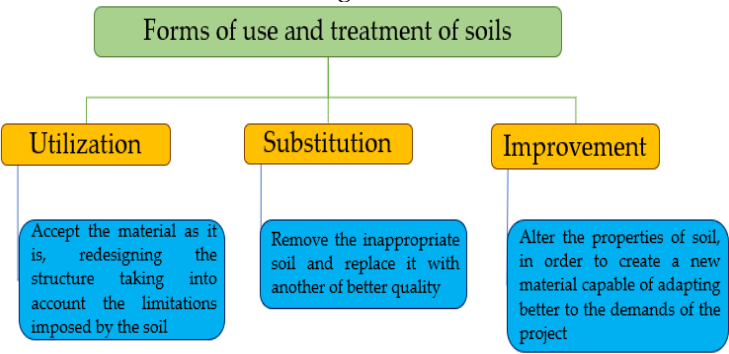 Forms of use and treatment of soils
Utilization
Substitution
Improvement
Accept the material as it
is, redesigning the
structure taking into
account the limitations
imposed by the soil
Remove the inappropriate
soil and replace it with
another of better quality
Alter the properties of soil,
in order to create a new
material capable of adapting
better to the demands of the
project